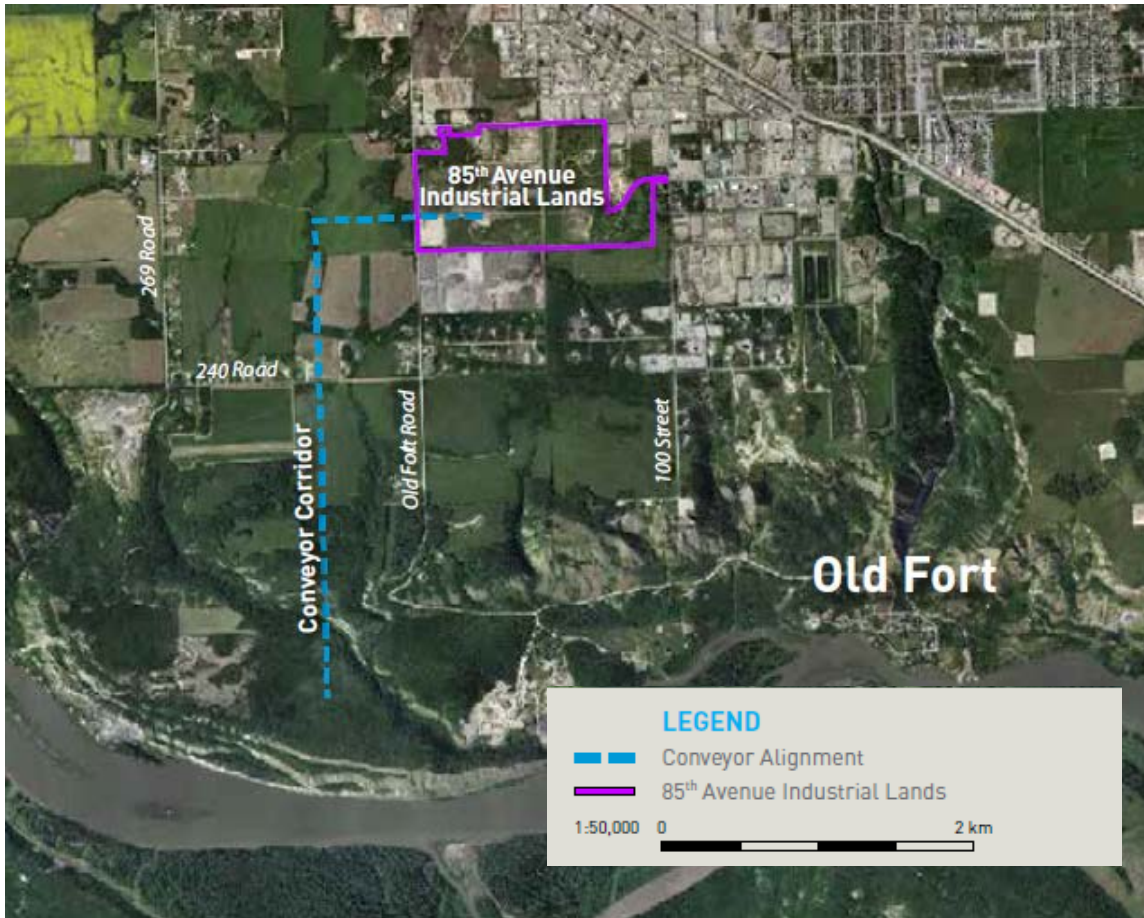 85th Avenue
Industrial Lands
269 Road
240 Road
Conveyor Corridor
Old Fort Road
100 Street
Old Fort
LEGEND
Conveyor Alignment
85th Avenue Industrial Lands
1:50,000 0 2 km